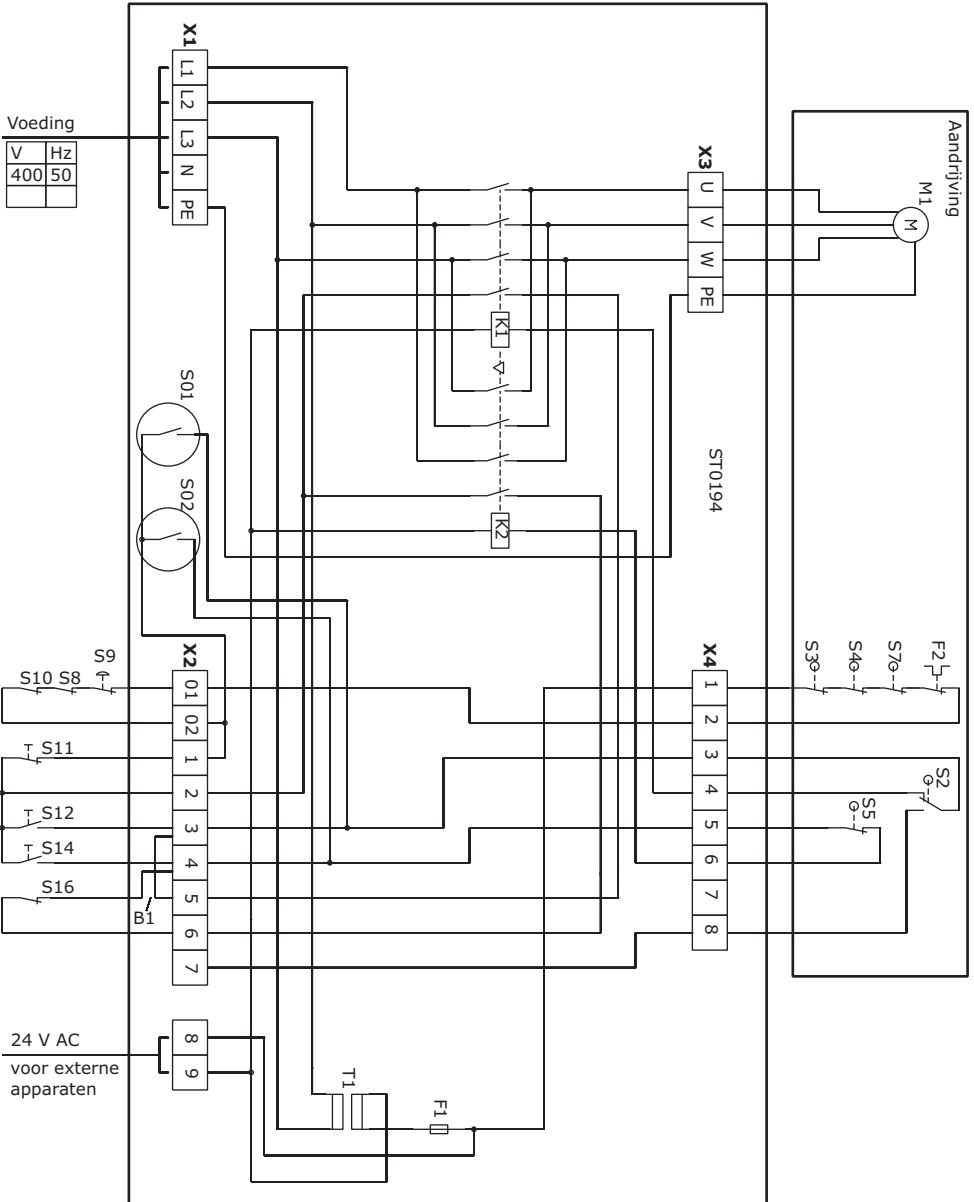 X1
L1
L2
L3
N
PE
Voeding
V Hz
400 50
X3
U
V
W
PE
Aandrijving
M1
M
K1
K2
ST0194
S01
S02
X2
01
02
1
2
3
4
5
6
7
8
9
S9
S10 S8
S11
S12
S14
S16
B1
X4
1
2
3
4
5
6
7
8
S3
S4
S7
F2
S2
S5
24 V AC
voor externe
apparaten
T1
F1